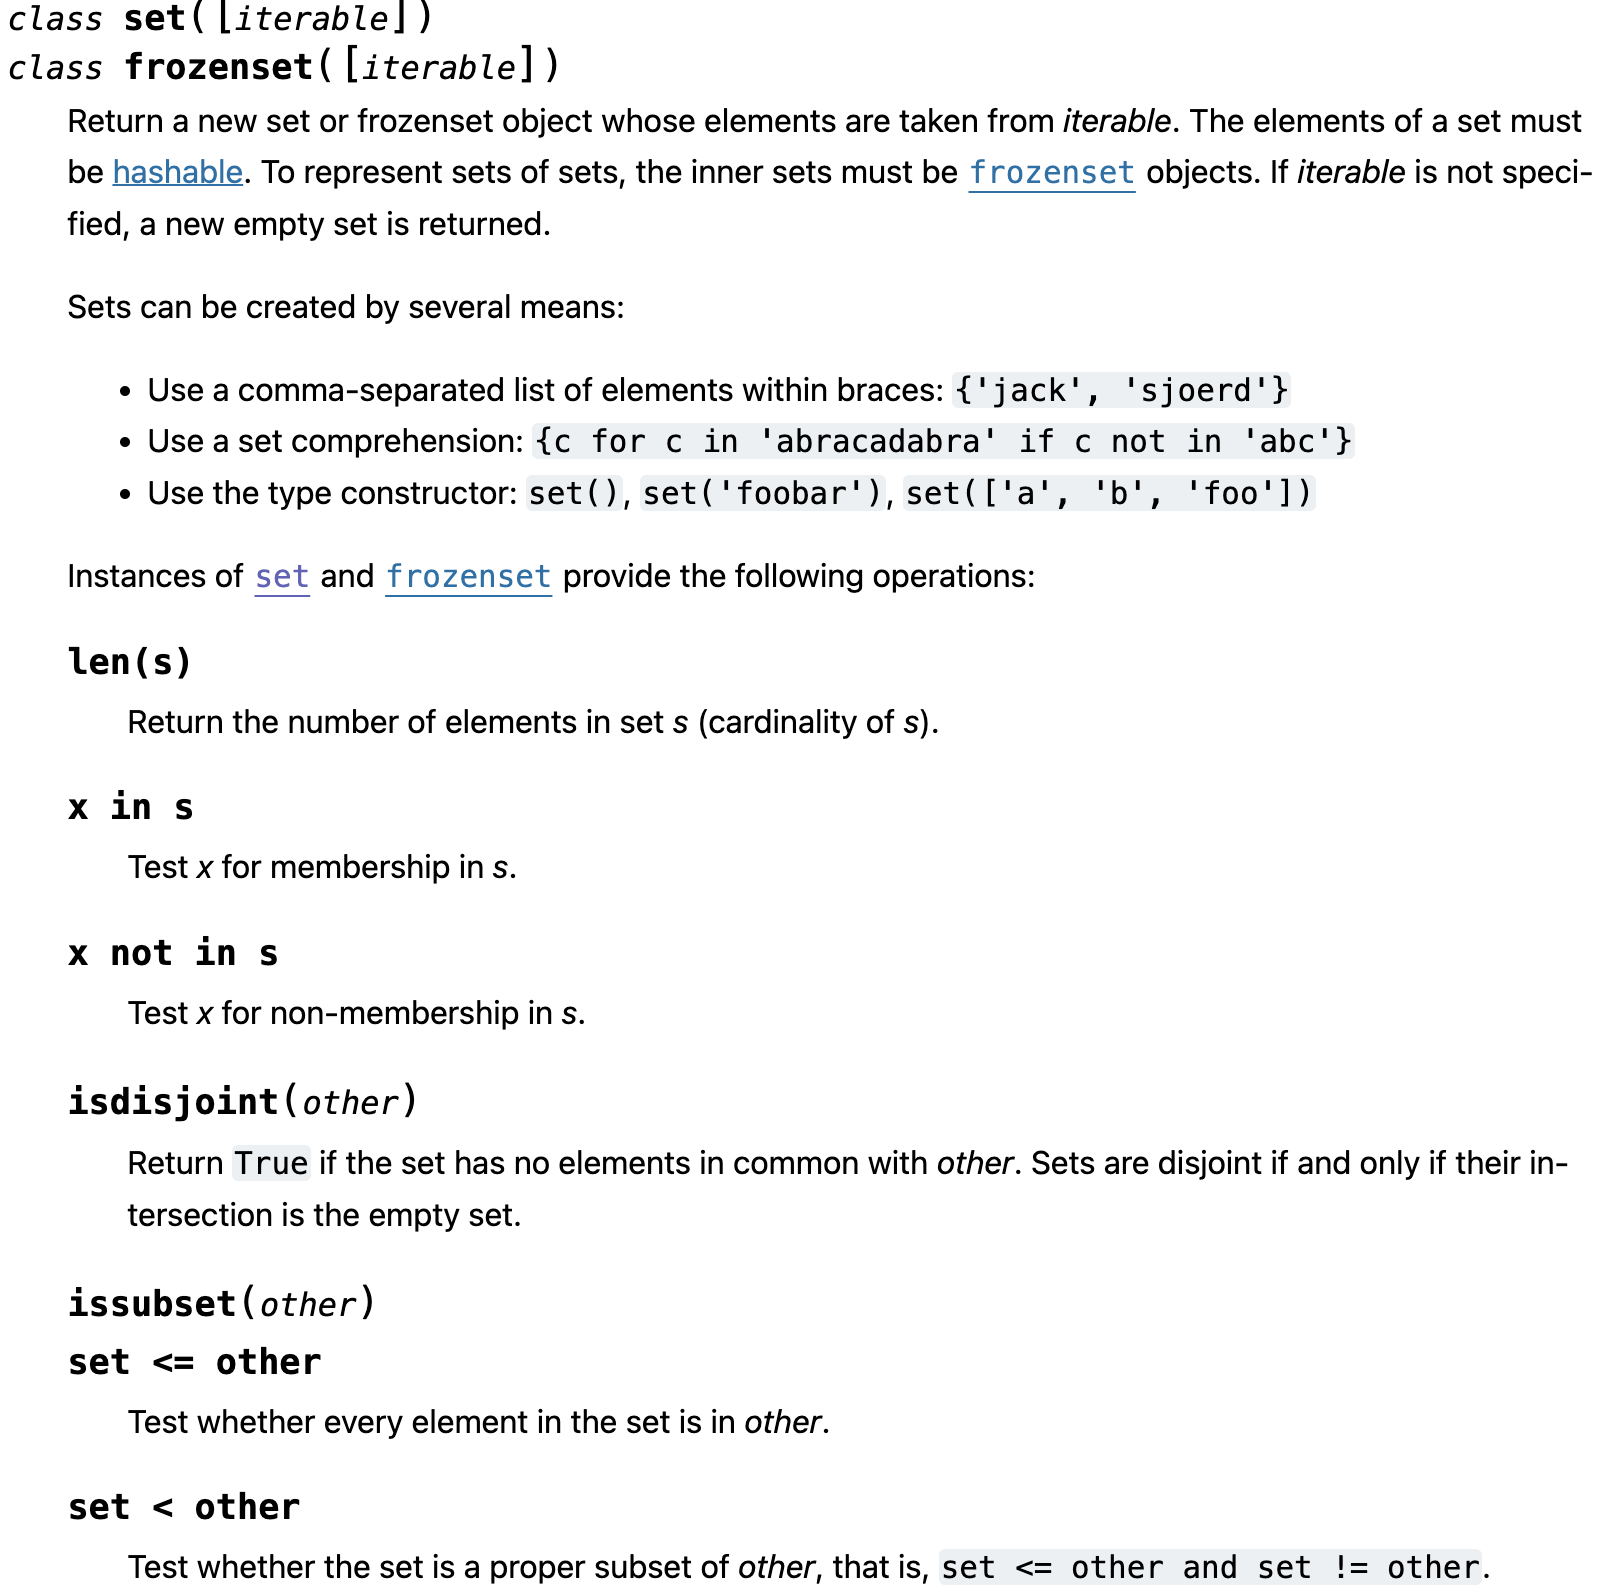 class set([iterable])
class frozenset([iterable])
Return a new set or frozenset object whose elements are taken from iterable. The elements of a set must
be hashable. To represent sets of sets, the inner sets must be frozenset objects. If iterable is not speci-
fied, a new empty set is returned.
Sets can be created by several means:
• Use a comma-separated list of elements within braces: {'jack', 'sjoerd'}
• Use a set comprehension: {c for c in 'abracadabra' if c not in 'abc'}
• Use the type constructor: set(), set('foobar'), set(['a', 'b', 'foo'])
Instances of set and frozenset provide the following operations:
len(s)
Return the number of elements in set s (cardinality of s).
x in s
Test x for membership in s.
x not in s
Test x for non-membership in s.
isdisjoint(other)
Return True if the set has no elements in common with other. Sets are disjoint if and only if their in-
tersection is the empty set.
issubset(other)
set <= other
Test whether every element in the set is in other.
set < other
Test whether the set is a proper subset of other, that is, set <= other and set != other.